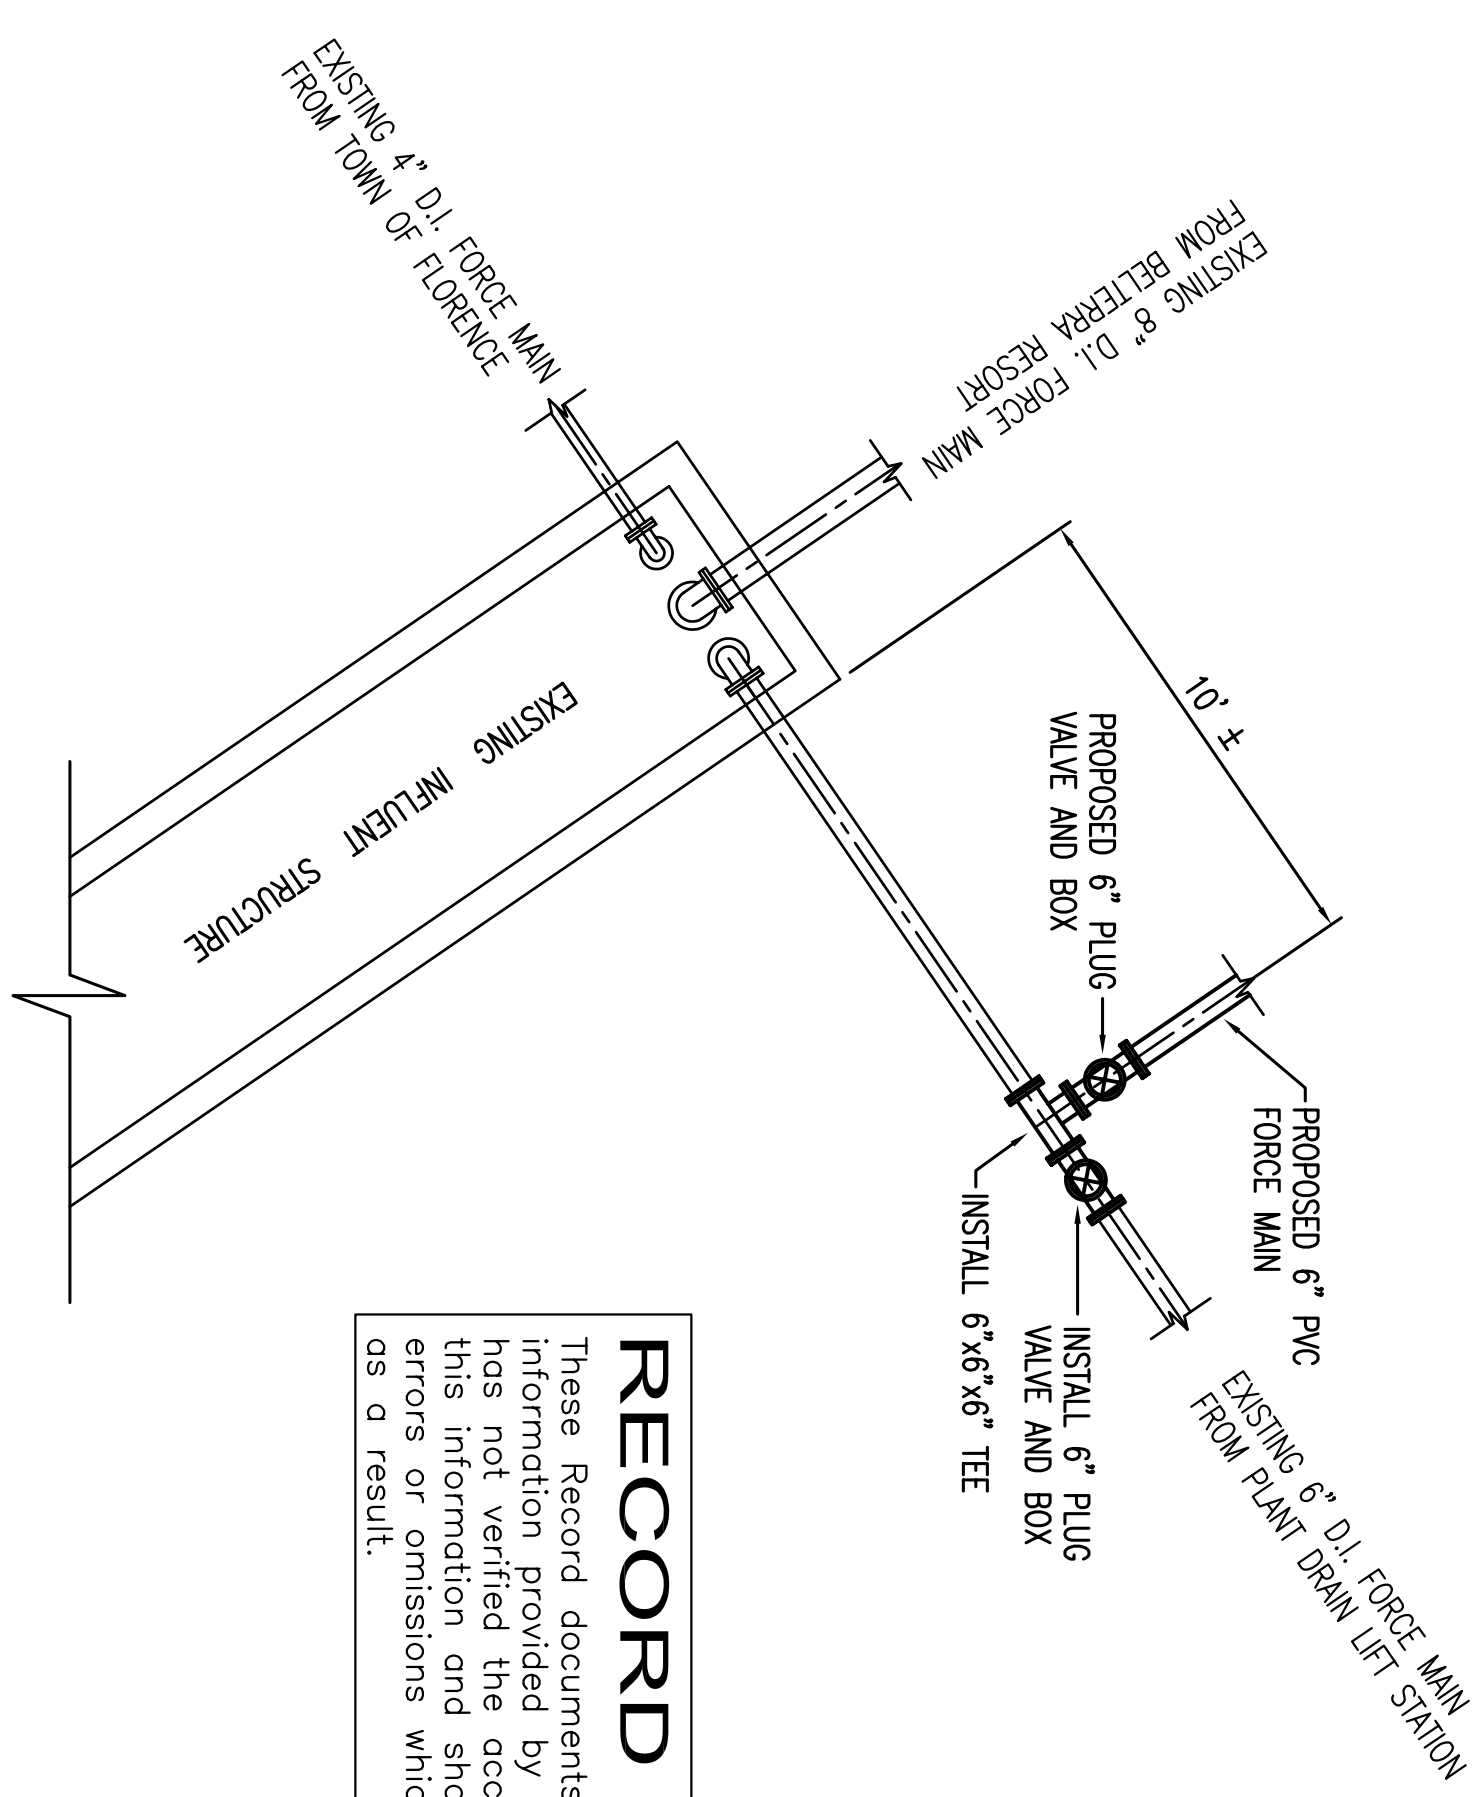 EXISTING 4" D.I. FORCE MAIN
FROM TOWN OF FLORENCE
EXISTING 8" D.I. FORCE MAIN
FROM BELTERRA RESORT
10' ±
PROPOSED 6" PLUG
VALVE AND BOX
PROPOSED 6" PVC
FORCE MAIN
EXISTING INFLUENT STRUCTURE
INSTALL 6" PLUG
VALVE AND BOX
INSTALL 6"x6"x6" TEE
EXISTING 6" D.I. FORCE MAIN
FROM PLANT DRAIN LIFT STATION
RECORD
These Record documents
information provided by
has not verified the acc
this information and sha
errors or omissions whic
as a result.